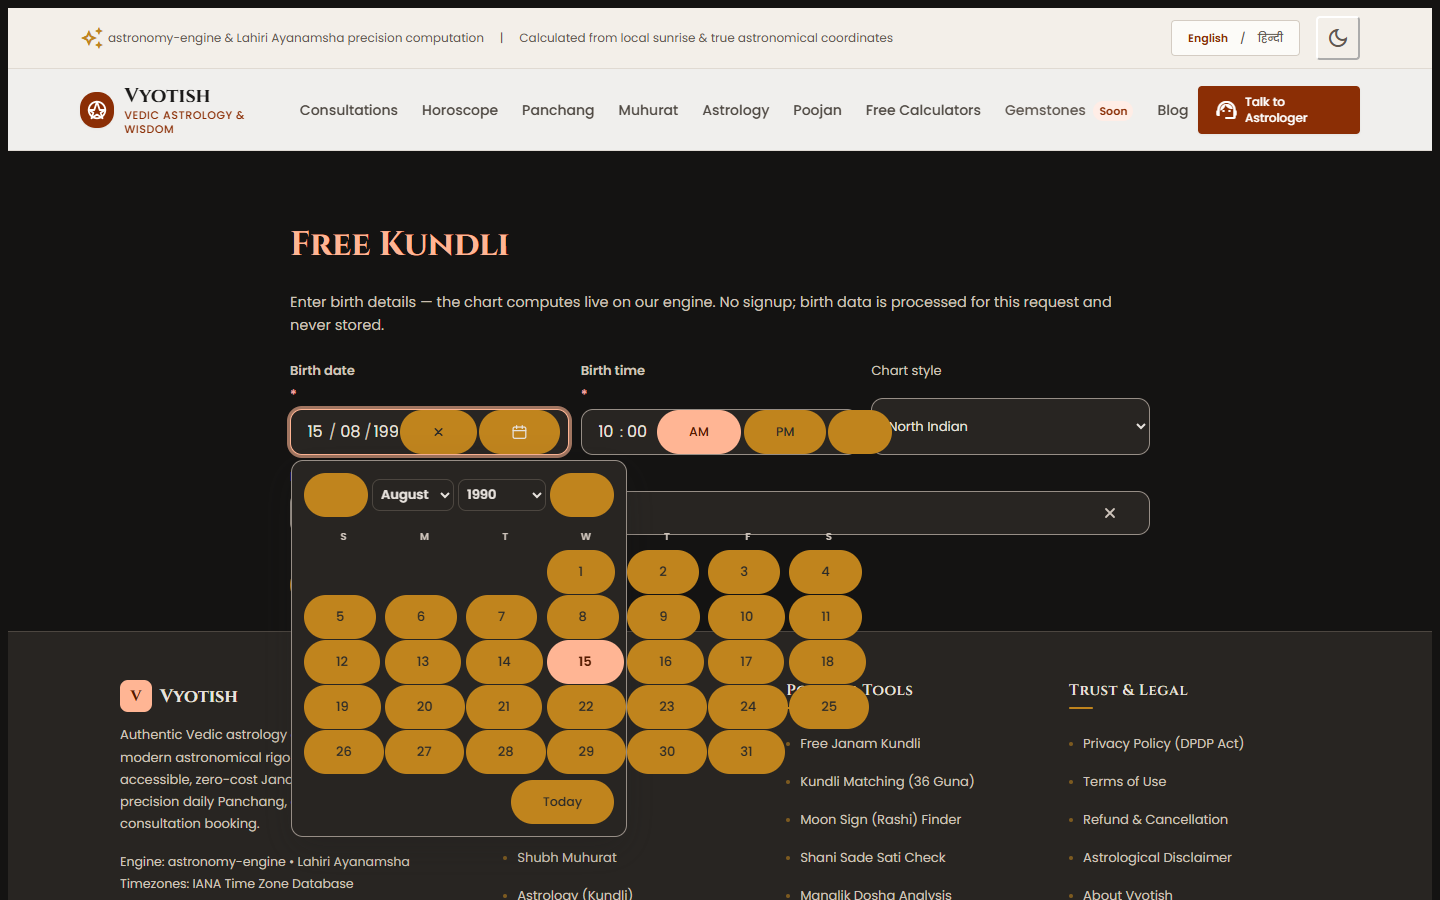 astronomy-engine & Lahiri Ayanamsha precision computation | Calculated from local sunrise & true astronomical coordinates
English / हिन्दी
Vyotish
VEDIC ASTROLOGY &
WISDOM
Consultations Horoscope Panchang Muhurat Astrology Poojan Free Calculators Gemstones Soon Blog
Talk to
Astrologer
Free Kundli
Enter birth details — the chart computes live on our engine. No signup; birth data is processed for this request and
never stored.
Birth date
*
Birth time
*
Chart style
15 / 08 / 199
10 : 00 AM PM
North Indian
August 1990
S M T W T F S
1 2 3 4
5 6 7 8 9 10 11
12 13 14 15 16 17 18
19 20 21 22 23 24 25
26 27 28 29 30 31
Today
V Vyotish
Authentic Vedic astrology
modern astronomical rigo
accessible, zero-cost Jana
precision daily Panchang,
consultation booking.
Engine: astronomy-engine • Lahiri Ayanamsha
Timezones: IANA Time Zone Database
Shubh Muhurat
Astrology (Kundli)
Tools
Free Janam Kundli
Kundli Matching (36 Guna)
Moon Sign (Rashi) Finder
Shani Sade Sati Check
Manglik Dosha Analysis
Trust & Legal
Privacy Policy (DPDP Act)
Terms of Use
Refund & Cancellation
Astrological Disclaimer
About Vyotish